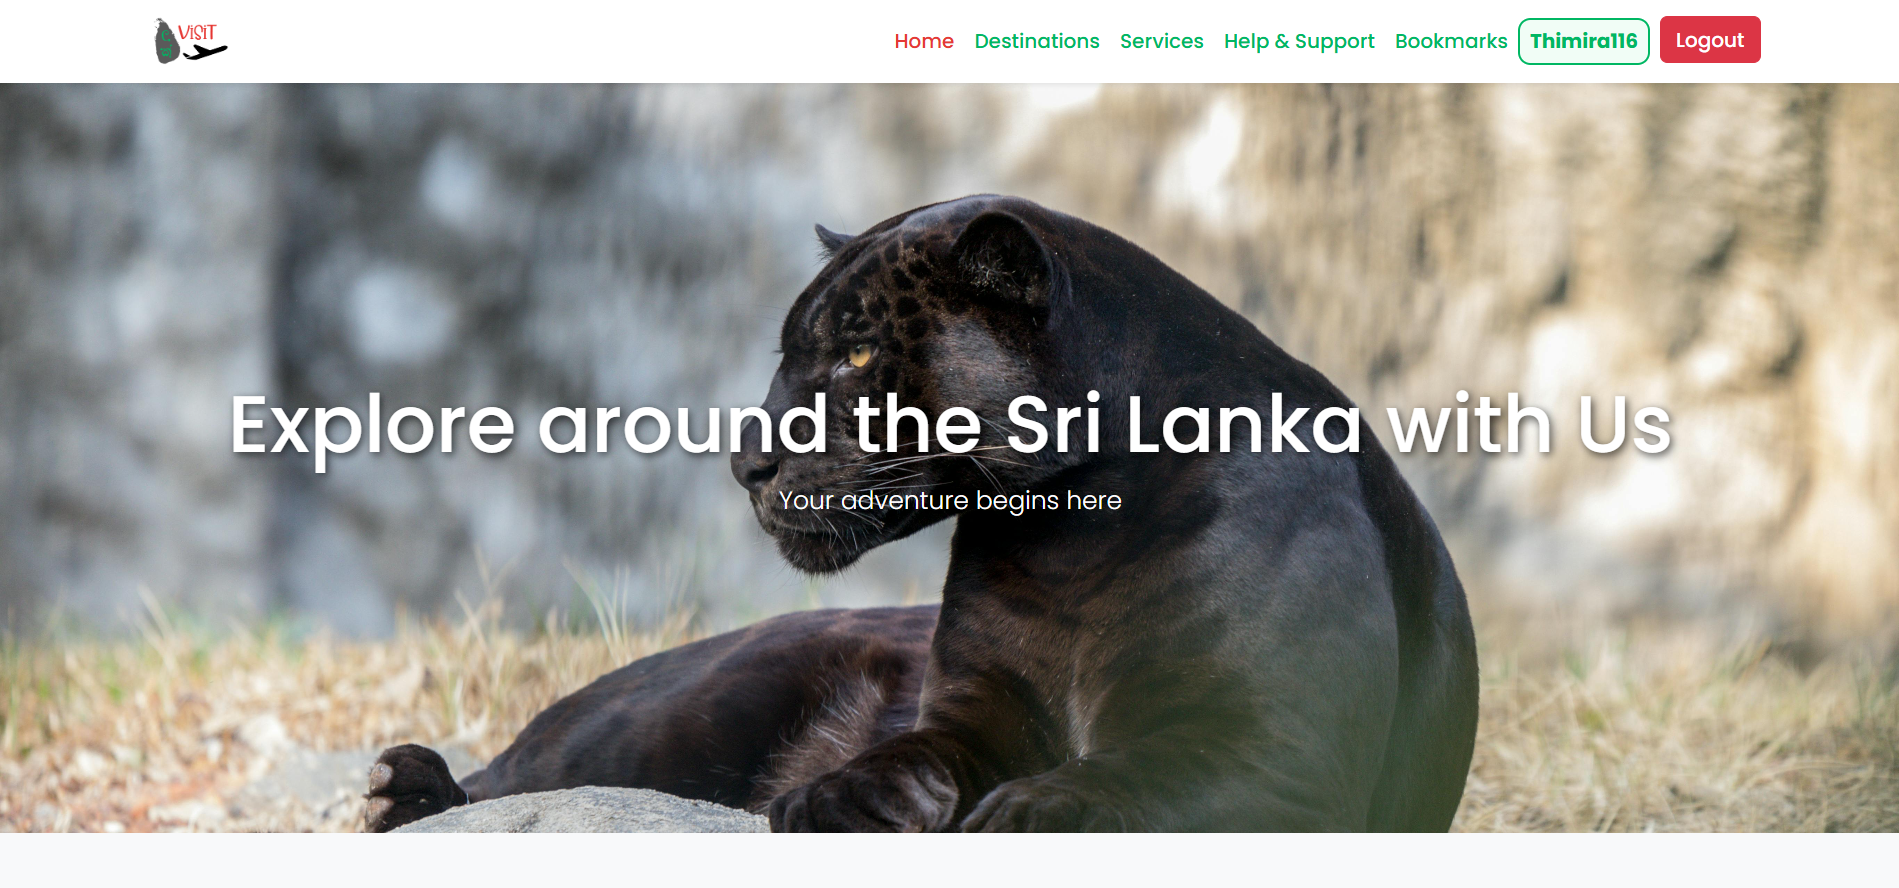 ViSiT
Home Destinations Services Help & Support Bookmarks Thimira116 Logout
Explore around the Sri Lanka with Us
Your adventure begins here